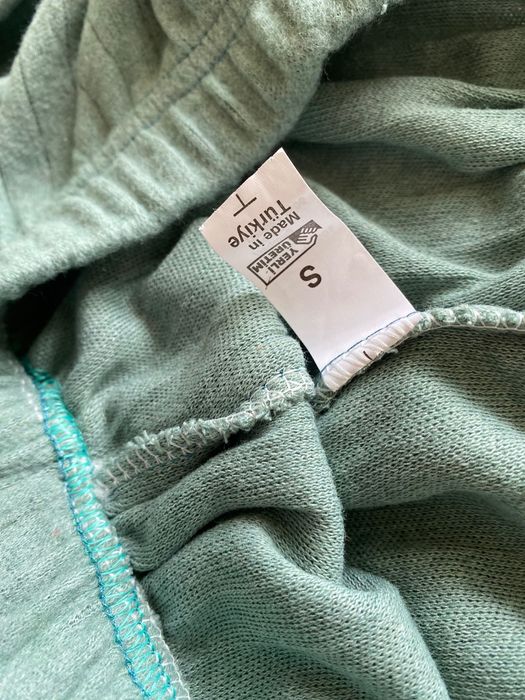 S
YERLİ
ÜRETİM
Made in
Türkiye
T